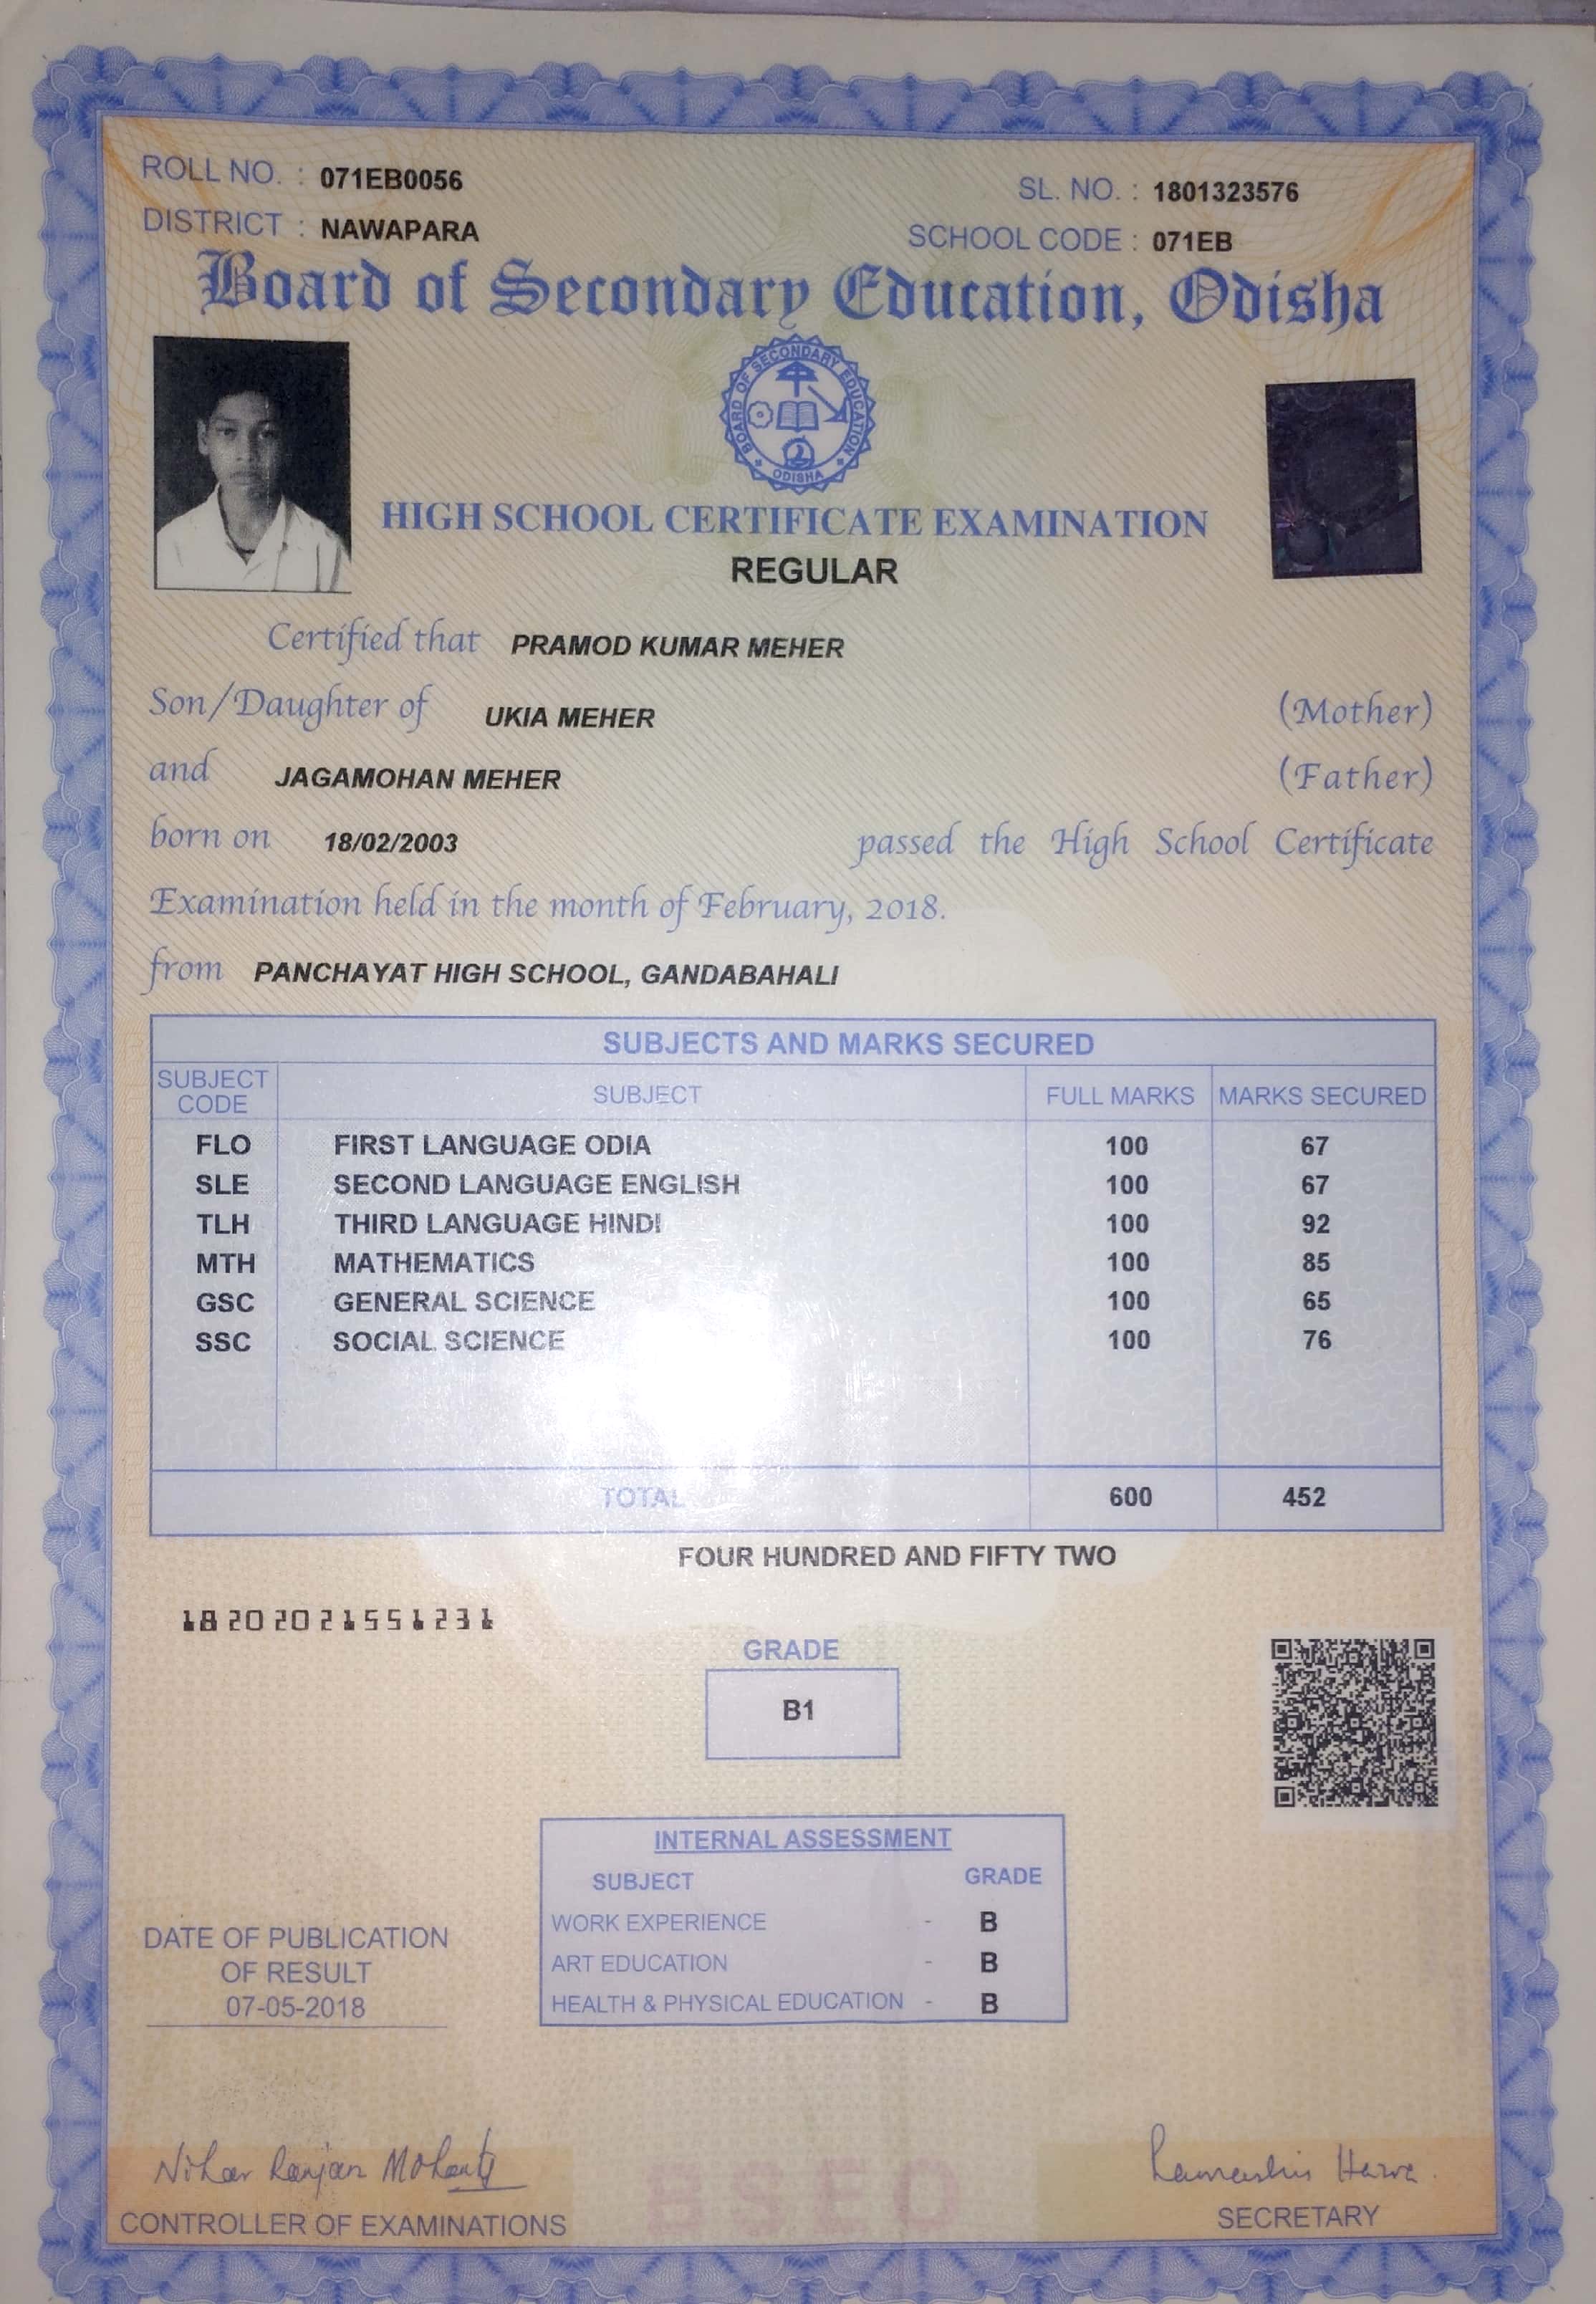 ROLL NO. : 071EB0056
SL. NO. : 1801323576
DISTRICT : NAWAPARA
SCHOOL CODE : 071EB
Board of Secondary Education, Odisha
BOARD OF SECONDARY EDUCATION
ODISHA
HIGH SCHOOL CERTIFICATE EXAMINATION
REGULAR
Certified that PRAMOD KUMAR MEHER
Son/Daughter of UKIA MEHER (Mother)
and JAGAMOHAN MEHER (Father)
born on 18/02/2003 passed the High School Certificate
Examination held in the month of February, 2018.
from PANCHAYAT HIGH SCHOOL, GANDABAHALI
SUBJECTS AND MARKS SECURED
SUBJECT CODE SUBJECT FULL MARKS MARKS SECURED
FLO FIRST LANGUAGE ODIA 100 67
SLE SECOND LANGUAGE ENGLISH 100 67
TLH THIRD LANGUAGE HINDI 100 92
MTH MATHEMATICS 100 85
GSC GENERAL SCIENCE 100 65
SSC SOCIAL SCIENCE 100 76
TOTAL 600 452
FOUR HUNDRED AND FIFTY TWO
18202021551231
GRADE
B1
INTERNAL ASSESSMENT
SUBJECT GRADE
WORK EXPERIENCE - B
ART EDUCATION - B
HEALTH & PHYSICAL EDUCATION - B
DATE OF PUBLICATION
OF RESULT
07-05-2018
Nihar Ranjan Mohanty
CONTROLLER OF EXAMINATIONS
BSEO
SECRETARY